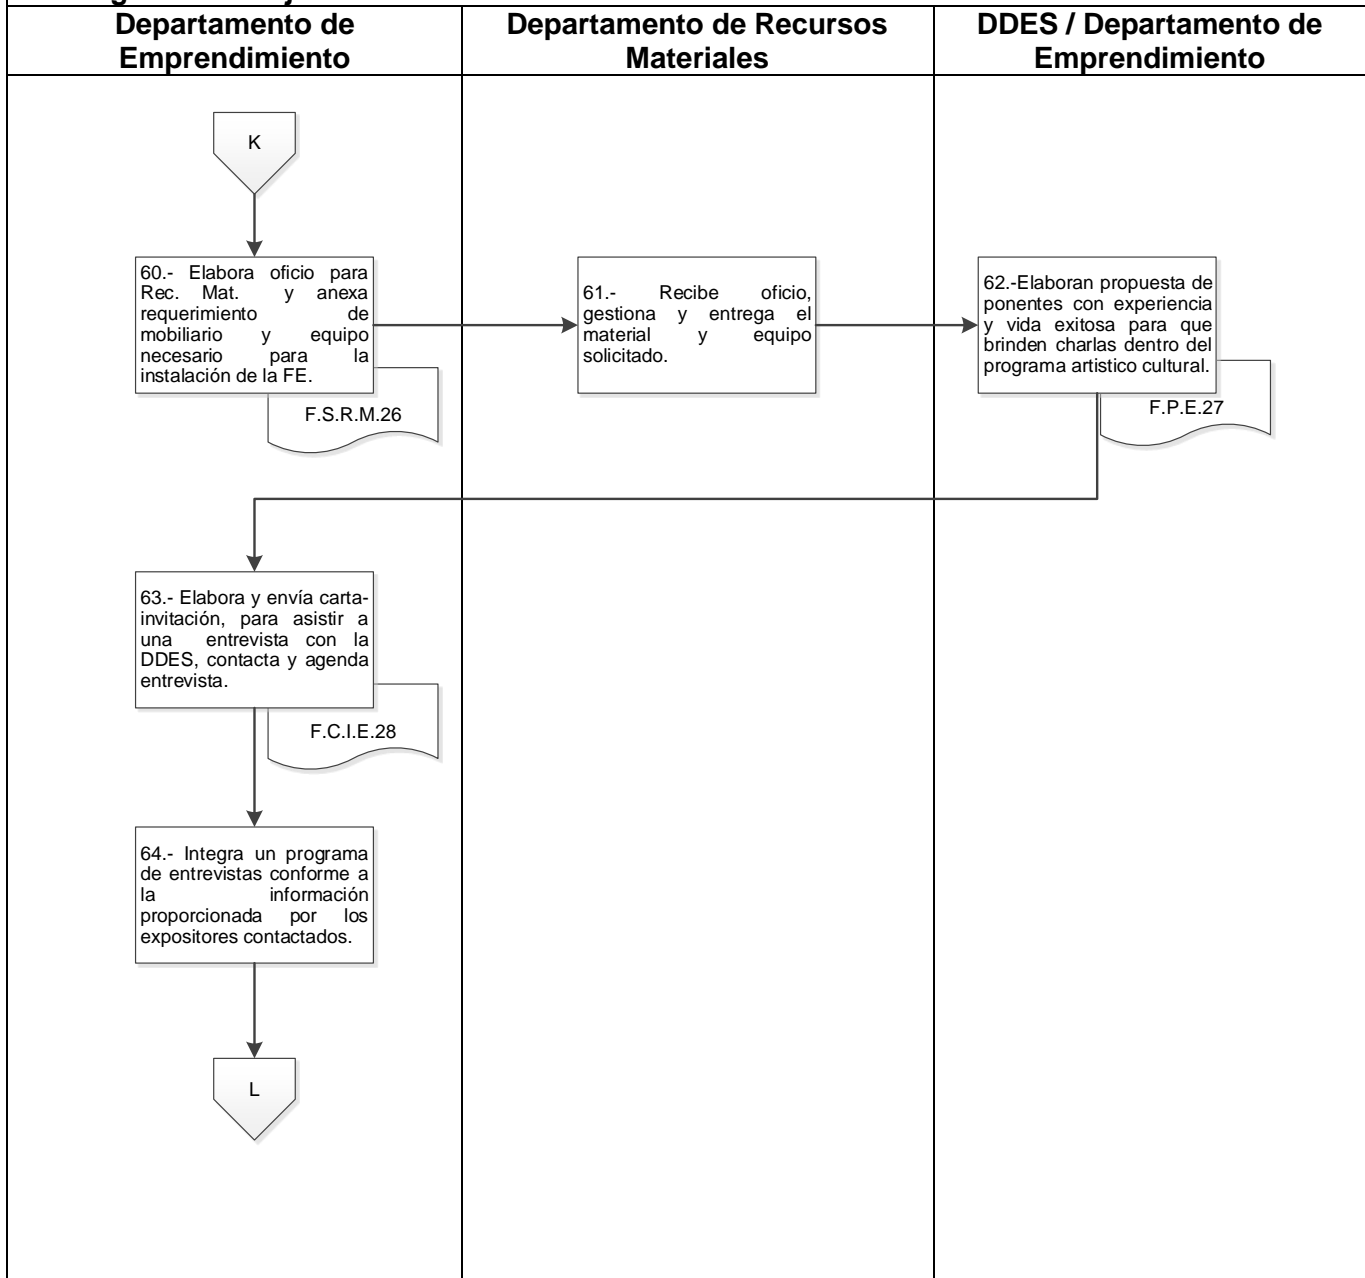 Departamento de
Emprendimiento
Departamento de Recursos
Materiales
DDES / Departamento de
Emprendimiento
K
60.- Elabora oficio para
Rec. Mat. y anexa
requerimiento de
mobiliario y equipo
necesario para la
instalación de la FE.
F.S.R.M.26
61.- Recibe oficio,
gestiona y entrega el
material y equipo
solicitado.
62.-Elaboran propuesta de
ponentes con experiencia
y vida exitosa para que
brinden charlas dentro del
programa artistico cultural.
F.P.E.27
63.- Elabora y envía carta-
invitación, para asistir a
una entrevista con la
DDES, contacta y agenda
entrevista.
F.C.I.E.28
64.- Integra un programa
de entrevistas conforme a
la información
proporcionada por los
expositores contactados.
L